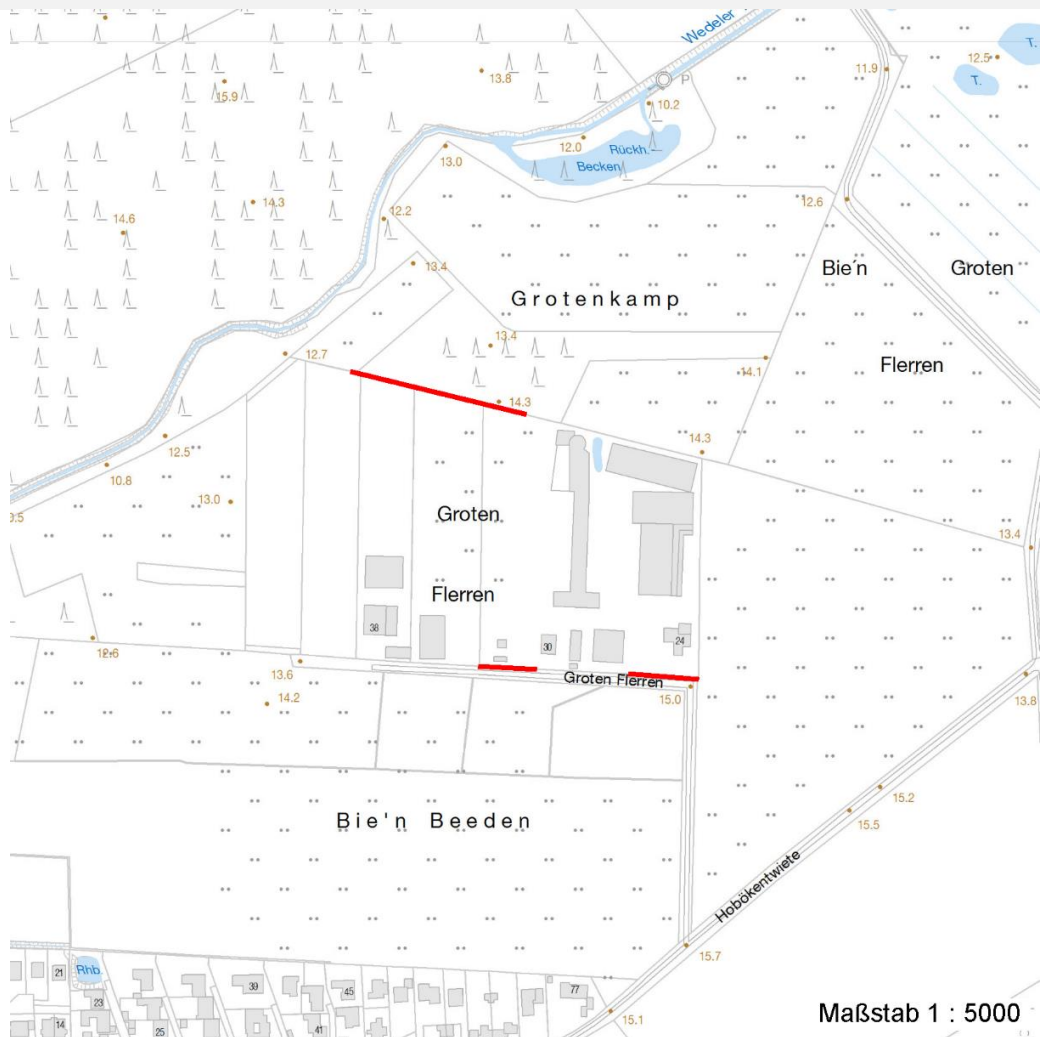 Wedeler
T.
12.5
T.
11.9
13.8
15.9
P
10.2
12.0
Rückh.
Becken
13.0
14.3
14.6
12.2
12.6
13.4
Bie´n
Groten
Grotenkamp
13.4
12.7
14.1
Flerren
14.3
14.3
12.5
10.8
13.0
Groten
13.4
Flerren
38
30
24
12.6
13.6
Groten Flerren
15.0
13.8
14.2
15.2
15.5
Bie'n Beeden
Hobökentwiete
15.7
21
Rhb.
39
45
77
23
14
25
41
15.1
Maßstab 1 : 5000